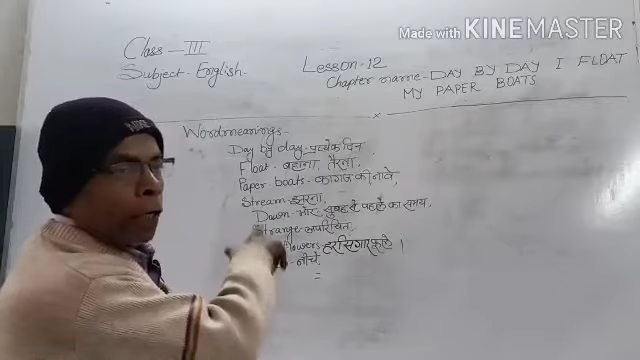 Made with KINEMASTER
Class - III
Subject - English.
Lesson - 12
Chapter name - DAY BY DAY I FLOAT
MY PAPER BOATS
Wordmeanings -
Day by day - प्रत्येक दिन
Float - बहाना, तैरना,
Paper boats - कागज की नावे,
Stream - झरना,
Dawn - भोर, सुबह से पहले का समय,
Strange - अपरिचित,
flowers - हरसिंगार
- नीचे